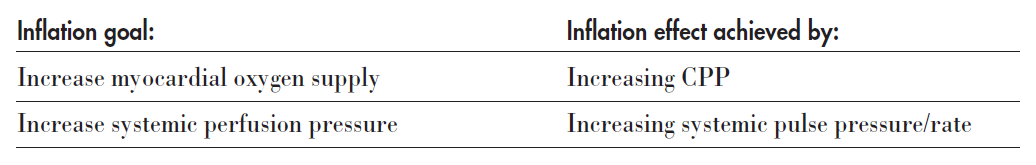 Inflation goal: Inflation effect achieved by:
Increase myocardial oxygen supply Increasing CPP
Increase systemic perfusion pressure Increasing systemic pulse pressure/rate